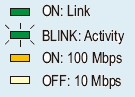 ON: Link
BLINK: Activity
ON: 100 Mbps
OFF: 10 Mbps